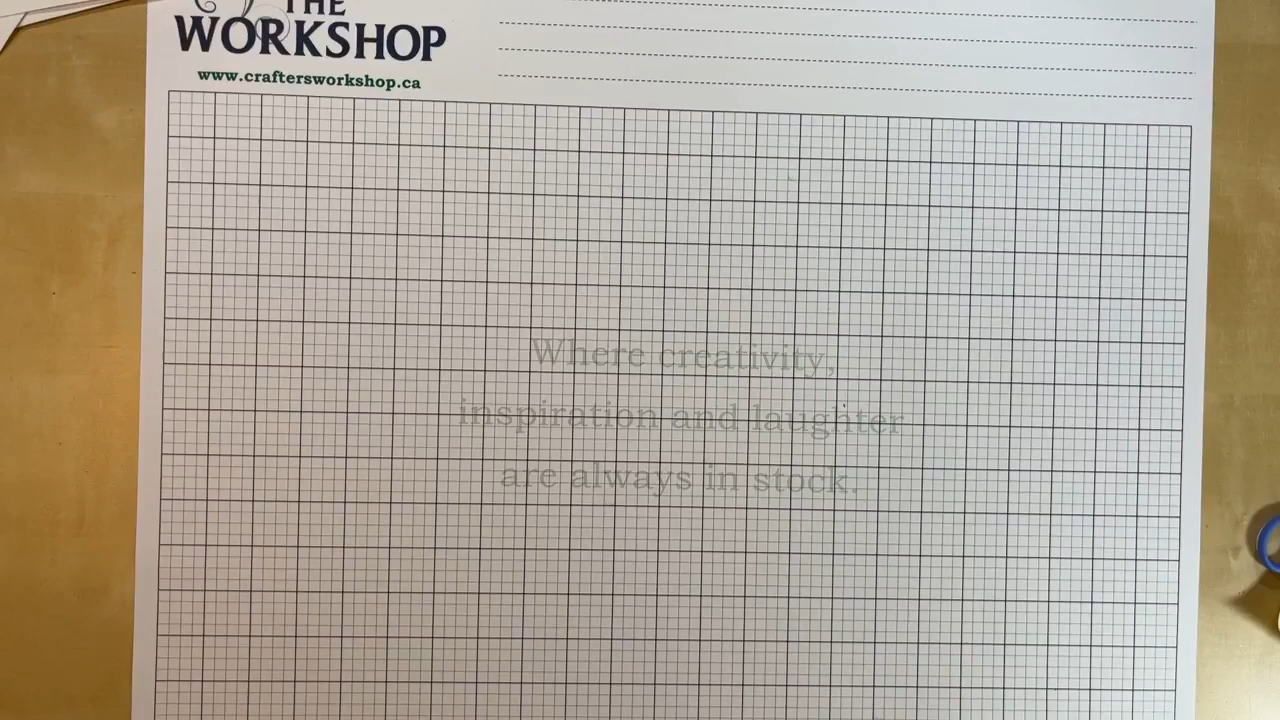 THE
WORKSHOP
www.craftersworkshop.ca
Where creativity,
inspiration and laughter
are always in stock.